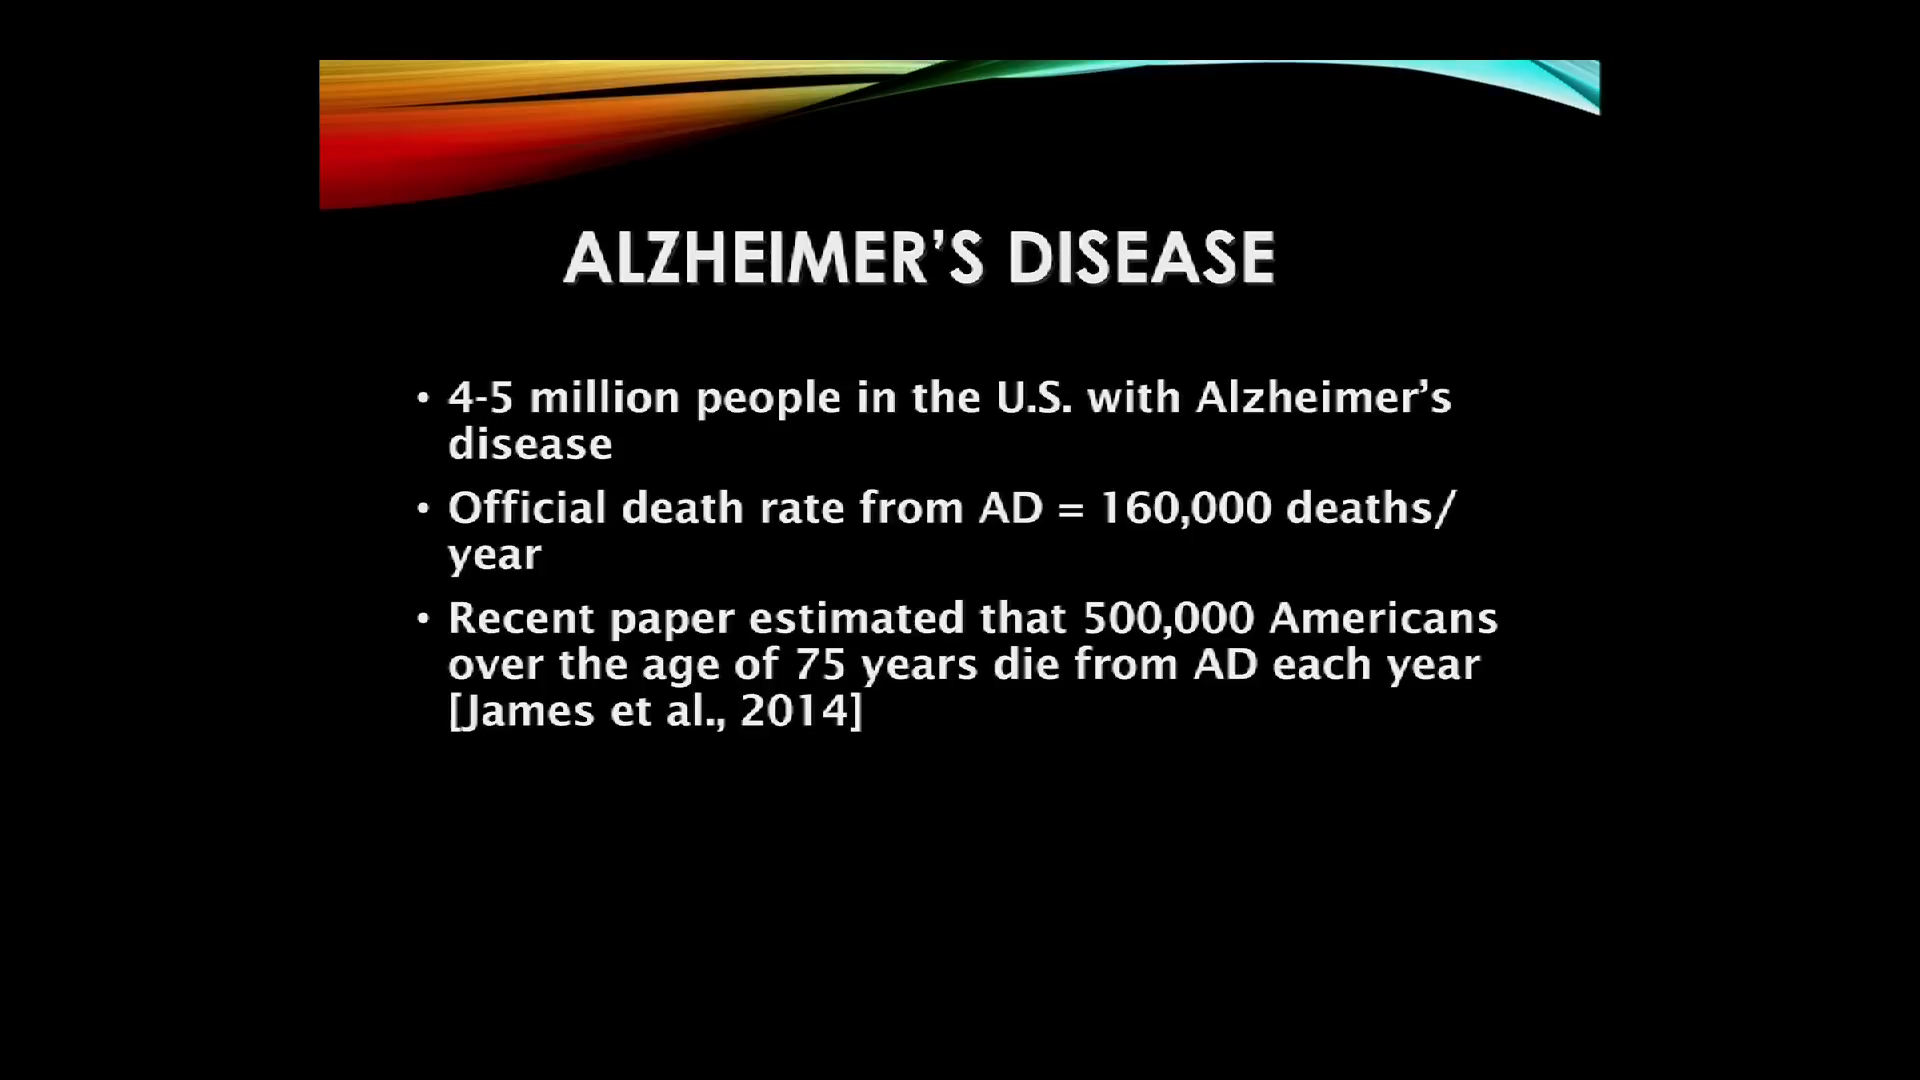 ALZHEIMER’S DISEASE
• 4-5 million people in the U.S. with Alzheimer’s
disease
• Official death rate from AD = 160,000 deaths/
year
• Recent paper estimated that 500,000 Americans
over the age of 75 years die from AD each year
[James et al., 2014]